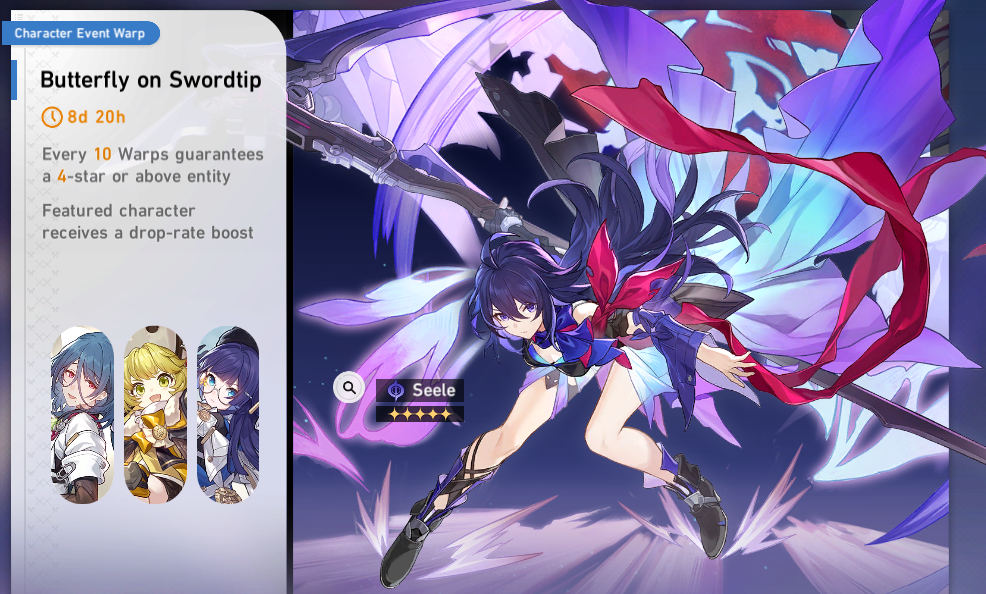 Character Event Warp
Butterfly on Swordtip
8d 20h
Every 10 Warps guarantees
a 4-star or above entity
Featured character
receives a drop-rate boost
Seele